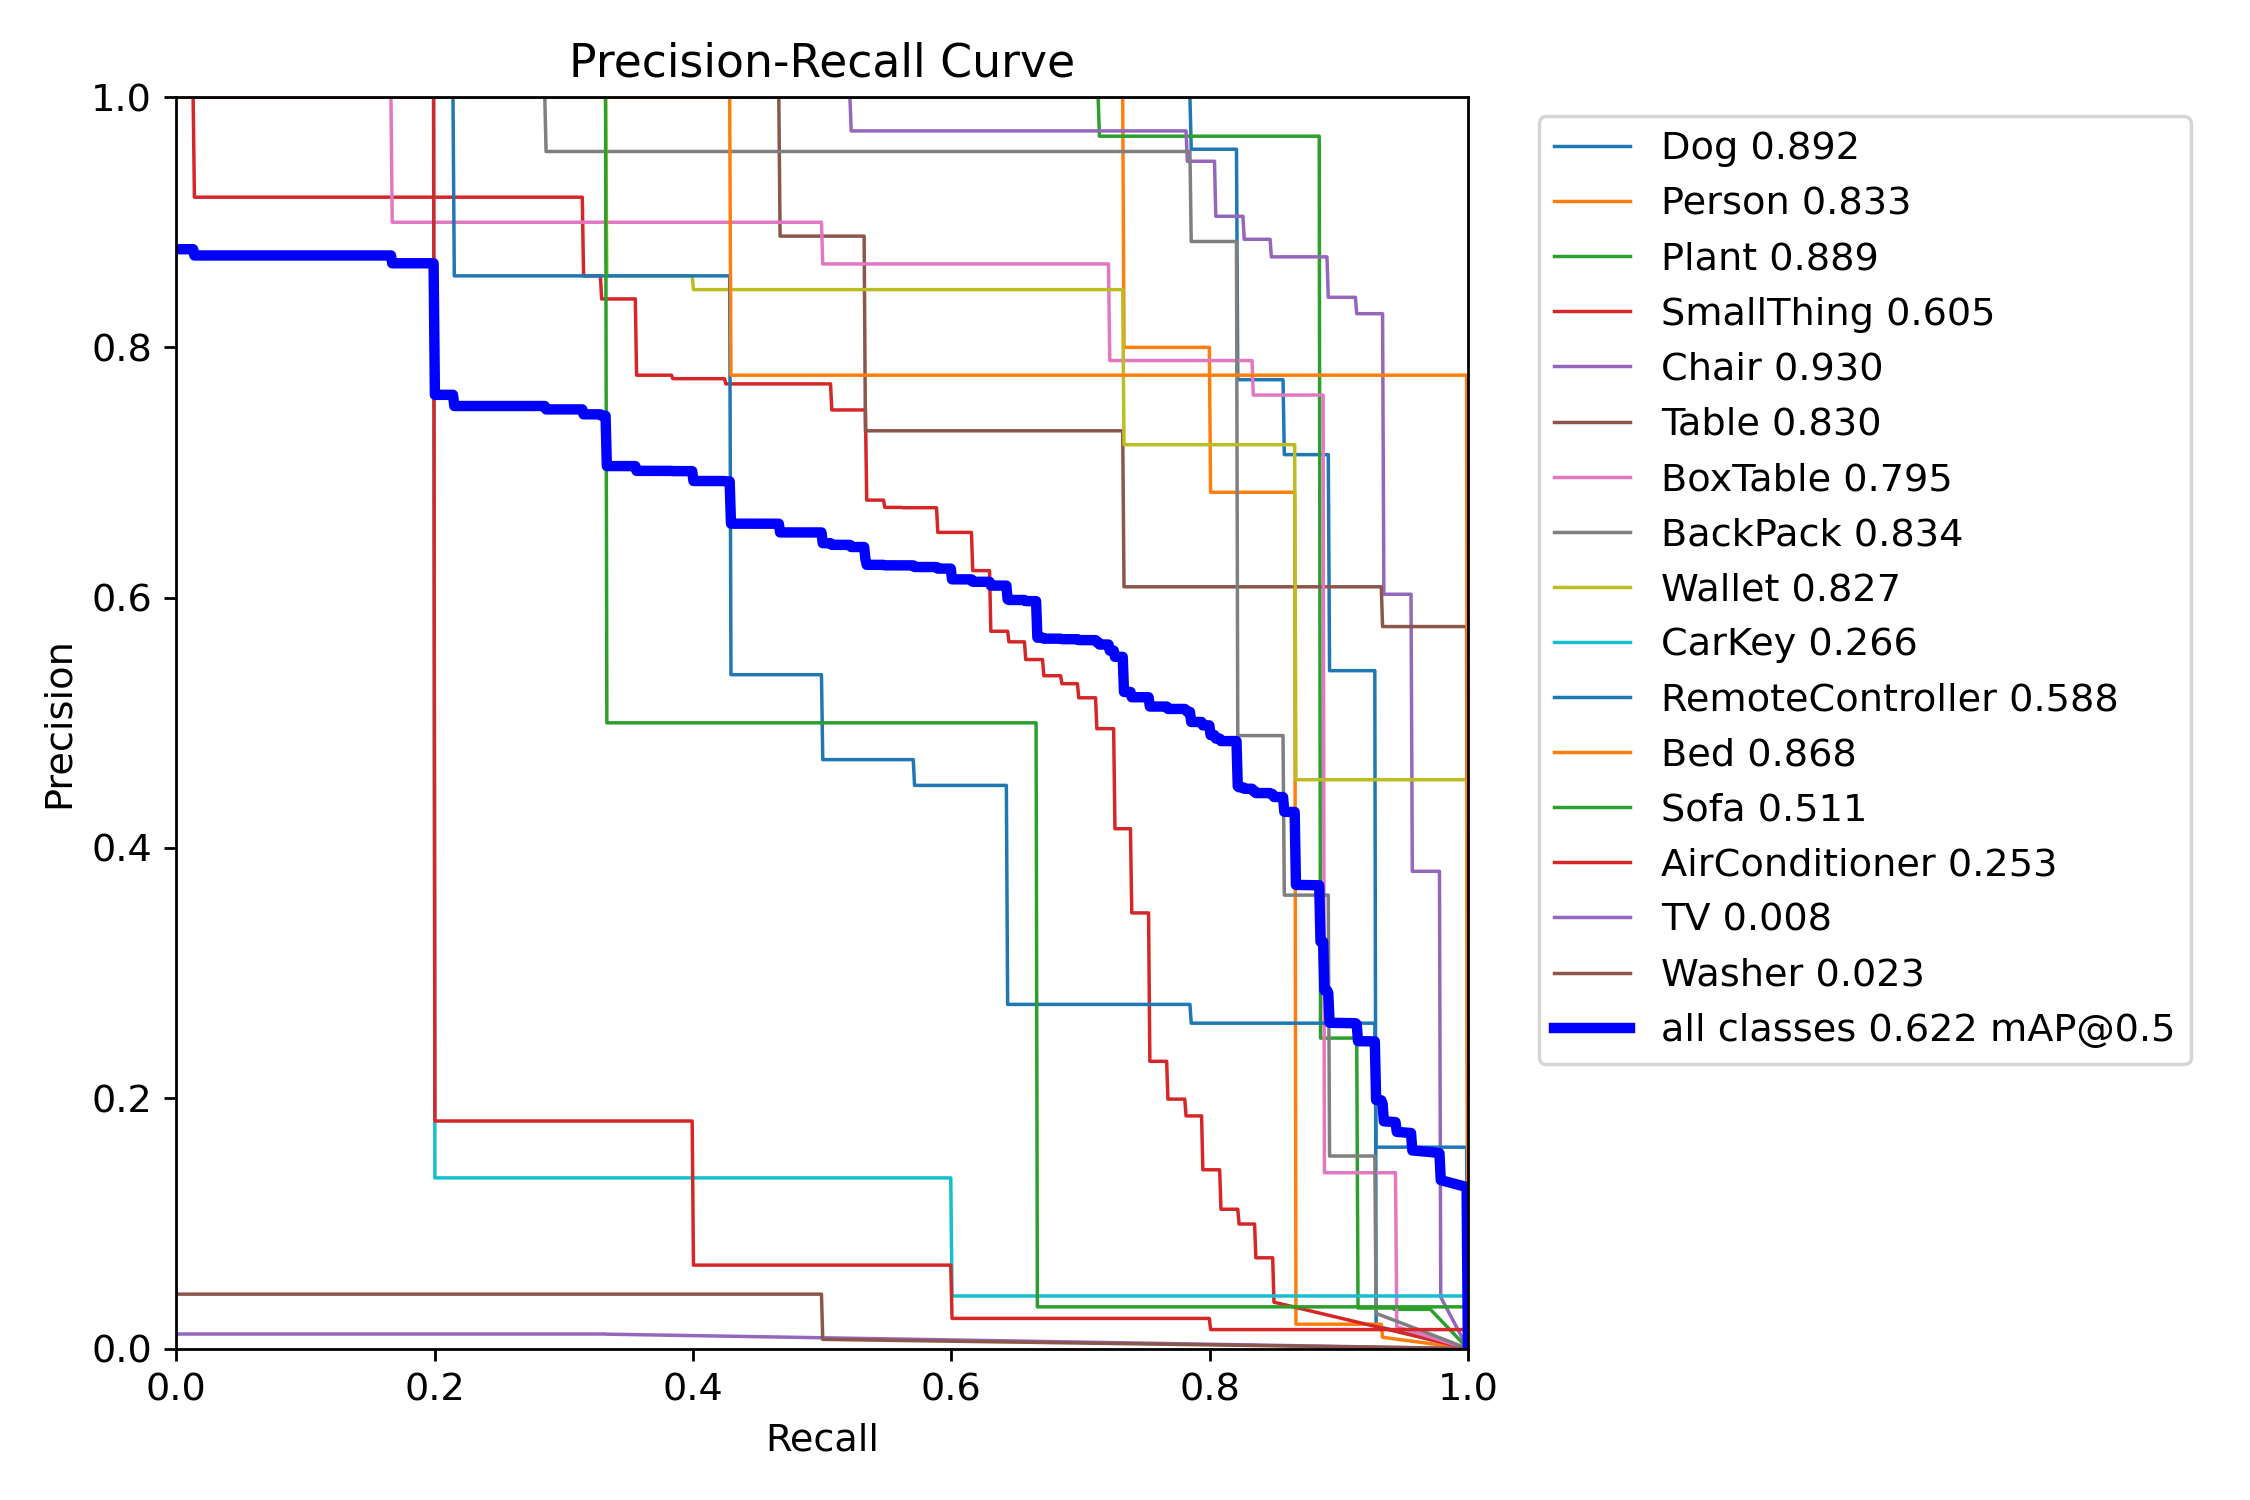 Precision-Recall Curve
1.0
0.8
0.6
0.4
0.2
0.0
Precision
0.0 0.2 0.4 0.6 0.8 1.0
Recall
Dog 0.892
Person 0.833
Plant 0.889
SmallThing 0.605
Chair 0.930
Table 0.830
BoxTable 0.795
BackPack 0.834
Wallet 0.827
CarKey 0.266
RemoteController 0.588
Bed 0.868
Sofa 0.511
AirConditioner 0.253
TV 0.008
Washer 0.023
all classes 0.622 mAP@0.5